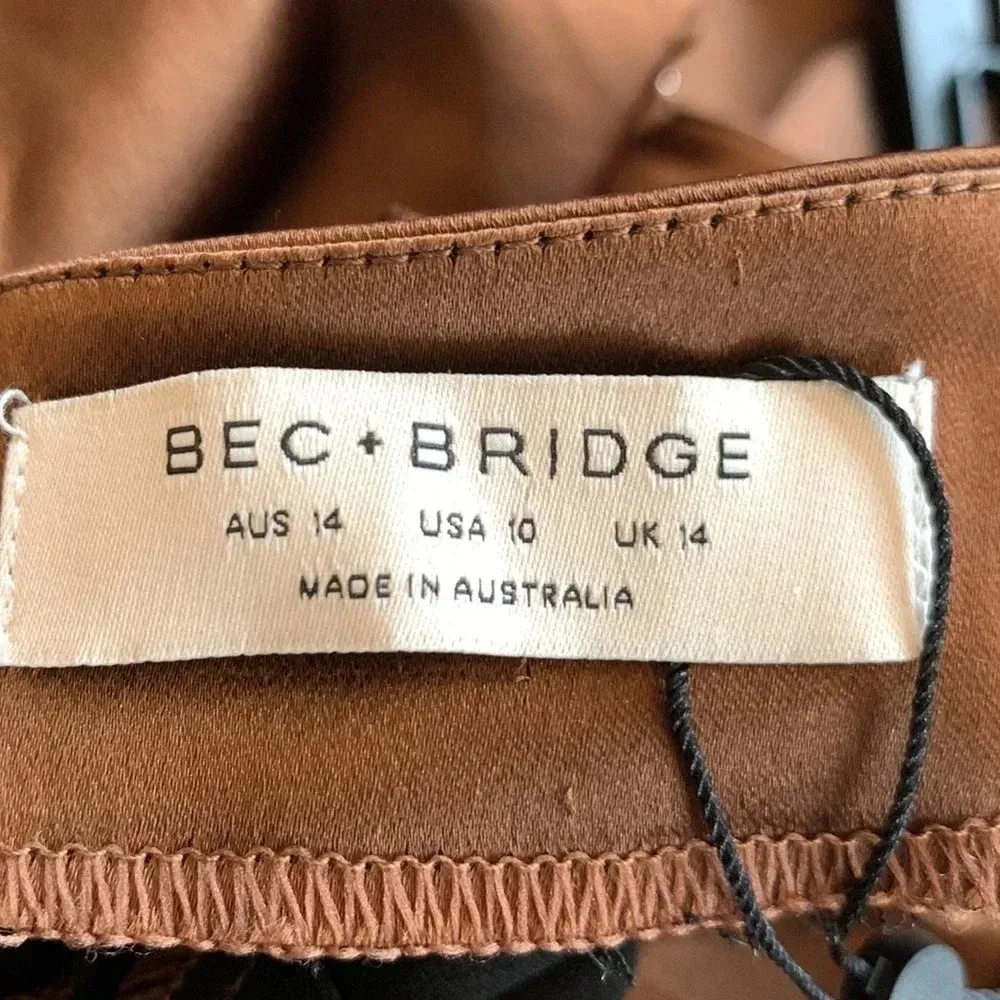 BEC+BRIDGE
AUS 14 USA 10 UK 14
MADE IN AUSTRALIA